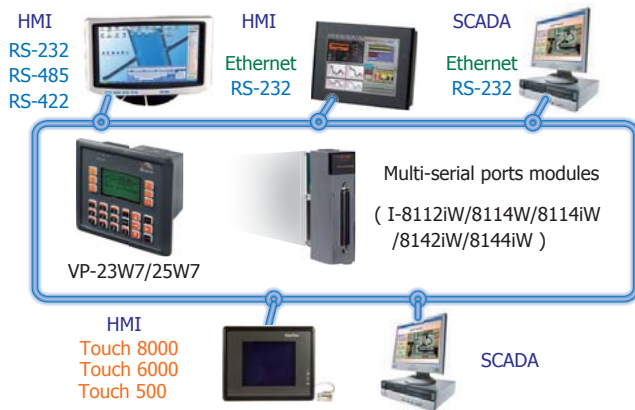 HMI
RS-232
RS-485
RS-422
HMI
Ethernet
RS-232
SCADA
Ethernet
RS-232
VP-23W7/25W7
Multi-serial ports modules
( I-8112iW/8114W/8114iW
/8142iW/8144iW )
HMI
Touch 8000
Touch 6000
Touch 500
SCADA